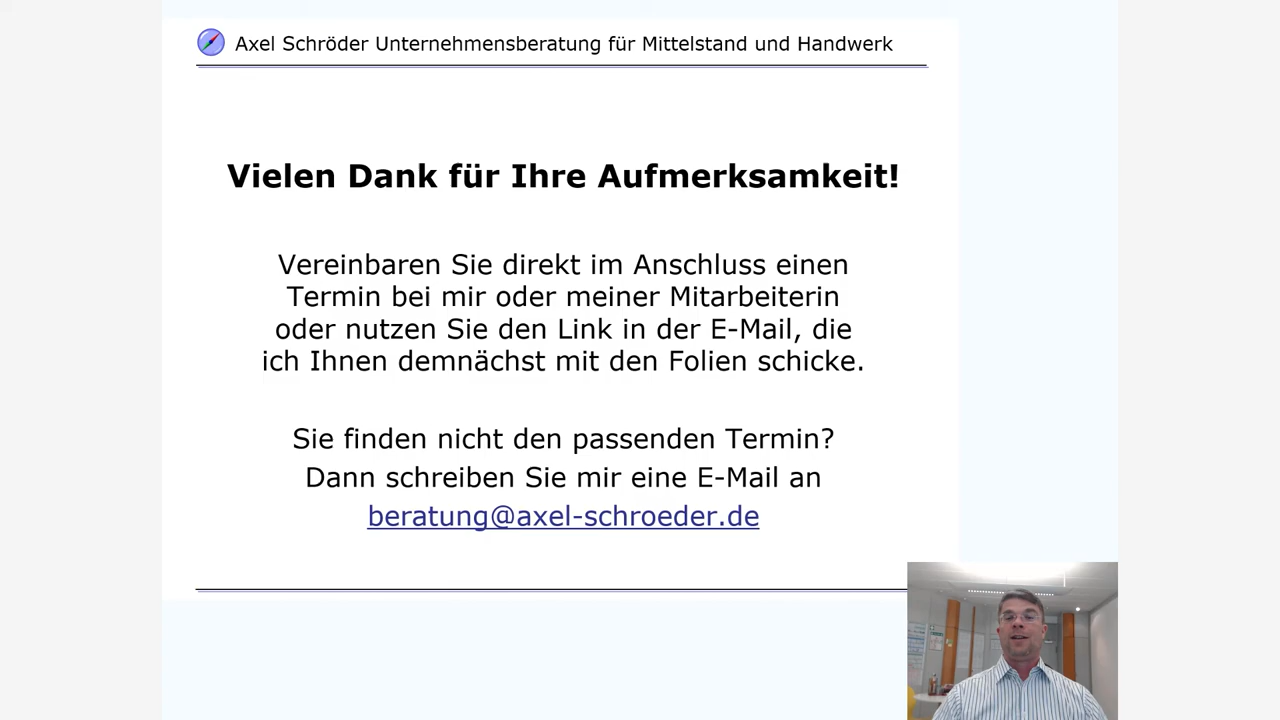 Axel Schröder Unternehmensberatung für Mittelstand und Handwerk
Vielen Dank für Ihre Aufmerksamkeit!
Vereinbaren Sie direkt im Anschluss einen
Termin bei mir oder meiner Mitarbeiterin
oder nutzen Sie den Link in der E-Mail, die
ich Ihnen demnächst mit den Folien schicke.
Sie finden nicht den passenden Termin?
Dann schreiben Sie mir eine E-Mail an
beratung@axel-schroeder.de